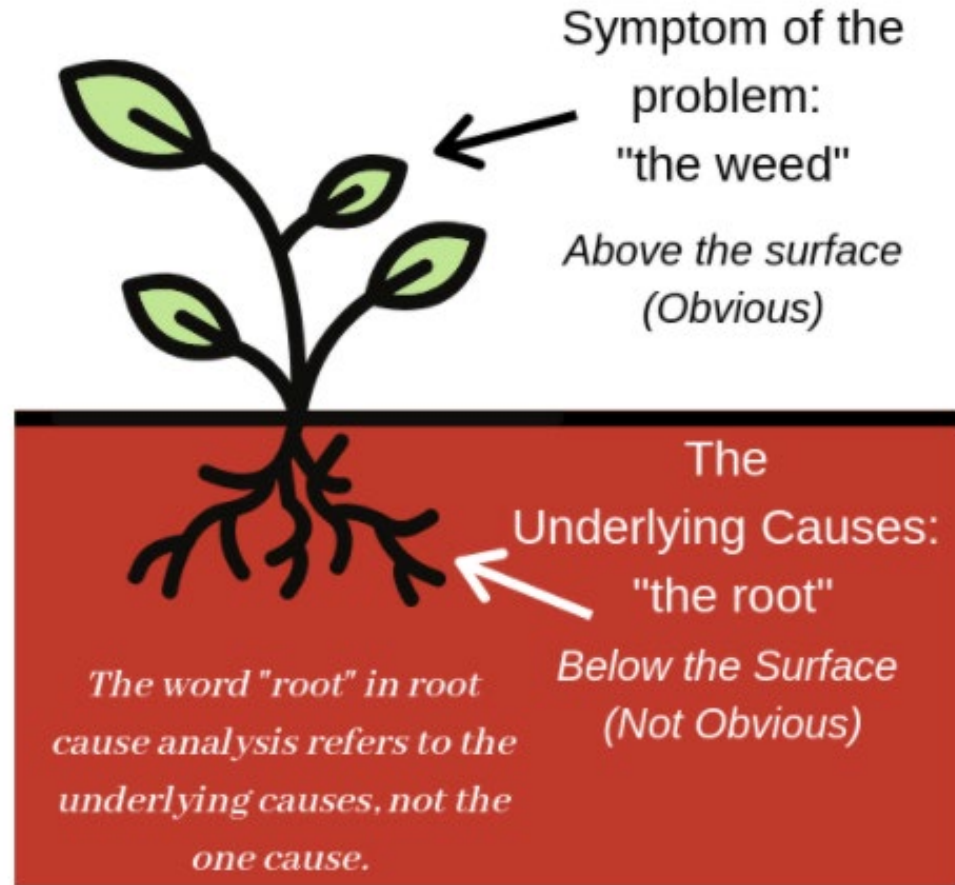 Symptom of the
problem:
"the weed"
Above the surface
(Obvious)
The
Underlying Causes:
"the root"
Below the Surface
(Not Obvious)
The word "root" in root
cause analysis refers to the
underlying causes, not the
one cause.